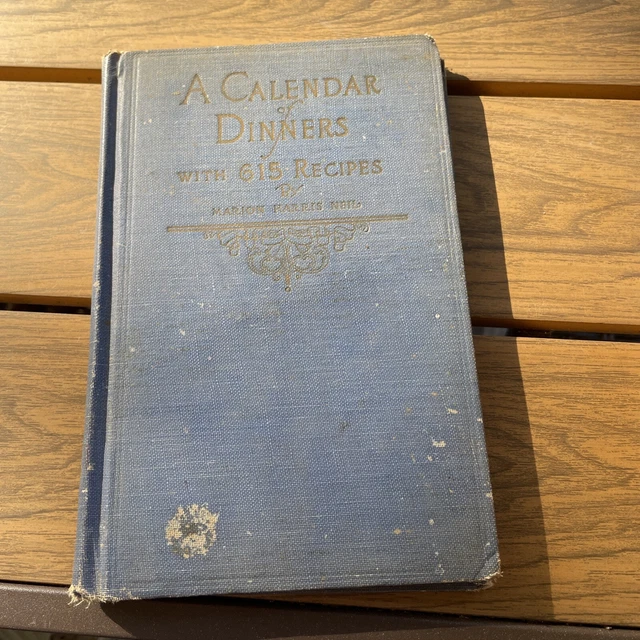 A CALENDAR
of
DINNERS
WITH 615 RECIPES
By
MARION HARRIS NEIL